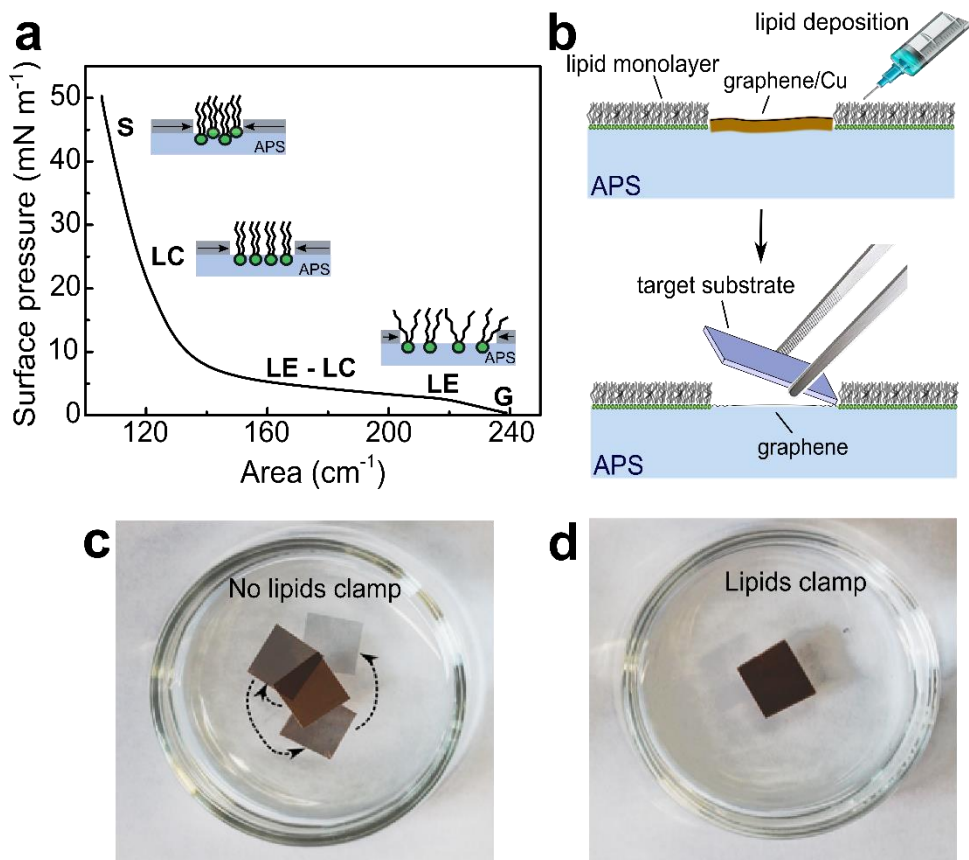 a
Surface pressure (mN m-1)
50
40
30
20
10
0
S
APS
LC
APS
LE - LC
APS
LE
G
120
160
200
240
Area (cm-1)
b
lipid deposition
lipid monolayer
graphene/Cu
APS
target substrate
graphene
APS
c
No lipids clamp
d
Lipids clamp